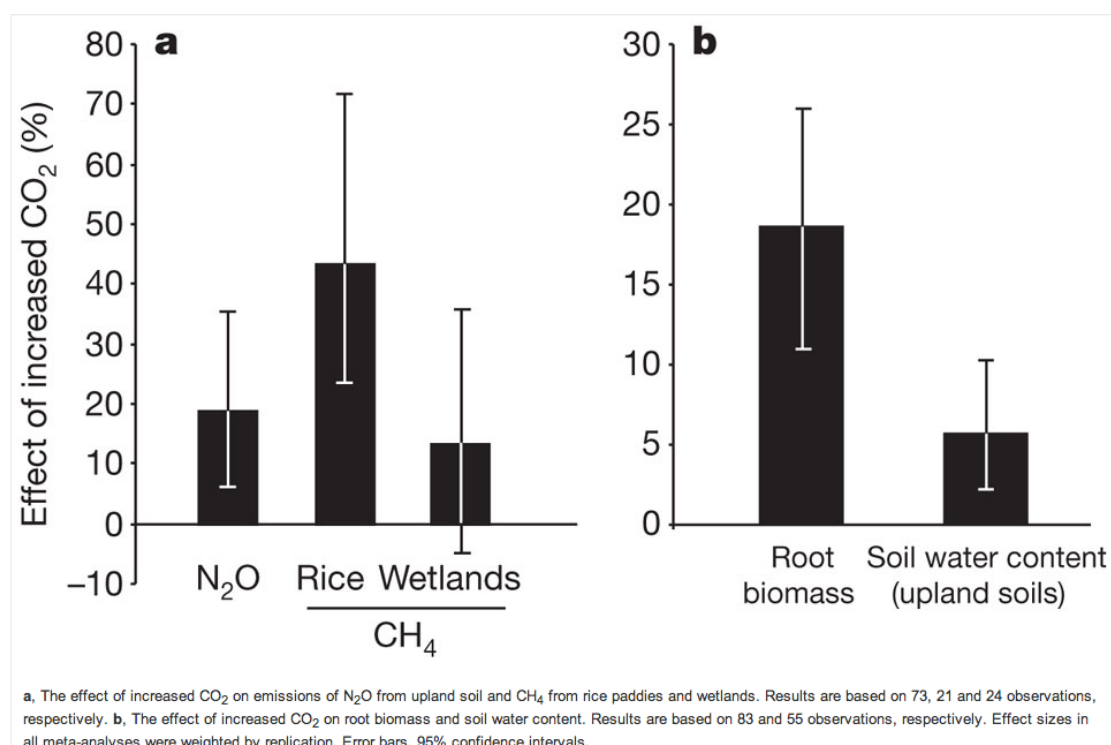 a
b
Effect of increased CO₂ (%)
80
70
60
50
40
30
20
10
0
−10
N₂O
Rice
Wetlands
CH₄
30
25
20
15
10
5
0
Root
biomass
Soil water content
(upland soils)
a, The effect of increased CO₂ on emissions of N₂O from upland soil and CH₄ from rice paddies and wetlands. Results are based on 73, 21 and 24 observations,
respectively. b, The effect of increased CO₂ on root biomass and soil water content. Results are based on 83 and 55 observations, respectively. Effect sizes in
all meta-analyses were weighted by replication. Error bars, 95% confidence intervals.